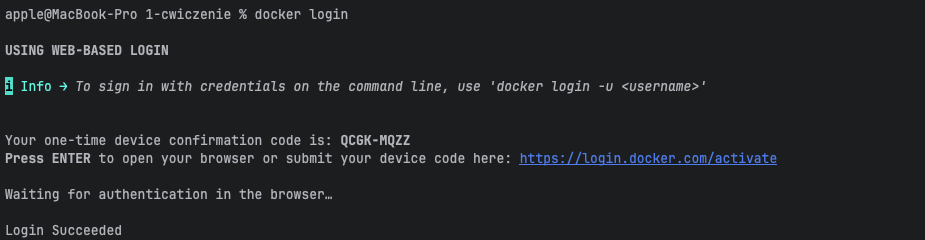 apple@MacBook-Pro 1-cwiczenie % docker login
USING WEB-BASED LOGIN
i Info → To sign in with credentials on the command line, use 'docker login -u <username>'
Your one-time device confirmation code is: QCGK-MQZZ
Press ENTER to open your browser or submit your device code here: https://login.docker.com/activate
Waiting for authentication in the browser…
Login Succeeded